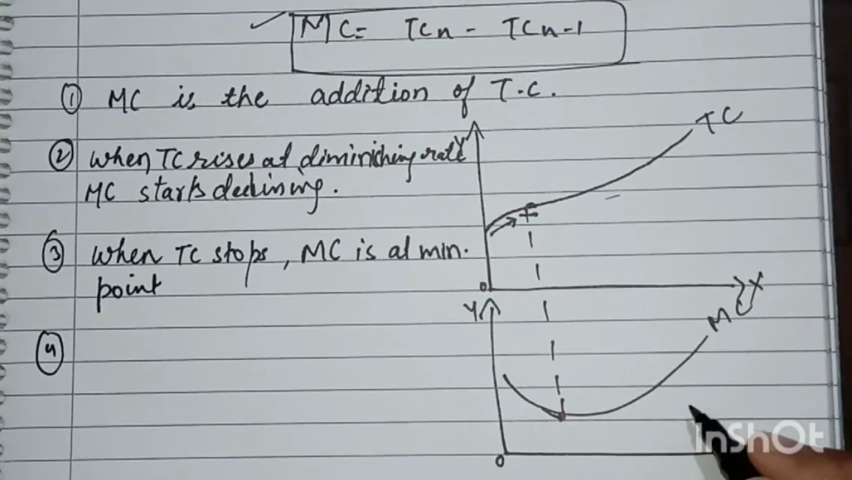 MC = TCn - TCn-1
① MC is the addition of T.C.
② when TC rises at diminishing rate
MC starts declining.
③ when TC stops, MC is at min.
point
④
Y
TC
F
O
X
Y
MC
O
InShOt